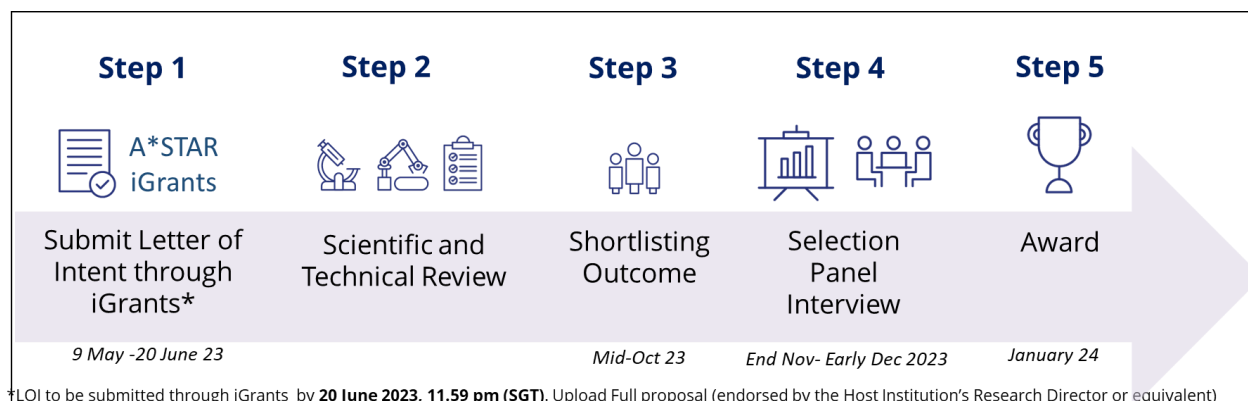 Step 1
Step 2
Step 3
Step 4
Step 5
A*STAR
iGrants
Submit Letter of
Intent through
iGrants*
Scientific and
Technical Review
Shortlisting
Outcome
Selection
Panel
Interview
Award
9 May -20 June 23
Mid-Oct 23
End Nov- Early Dec 2023
January 24
*LOI to be submitted through iGrants by 20 June 2023, 11.59 pm (SGT). Upload Full proposal (endorsed by the Host Institution’s Research Director or equivalent)